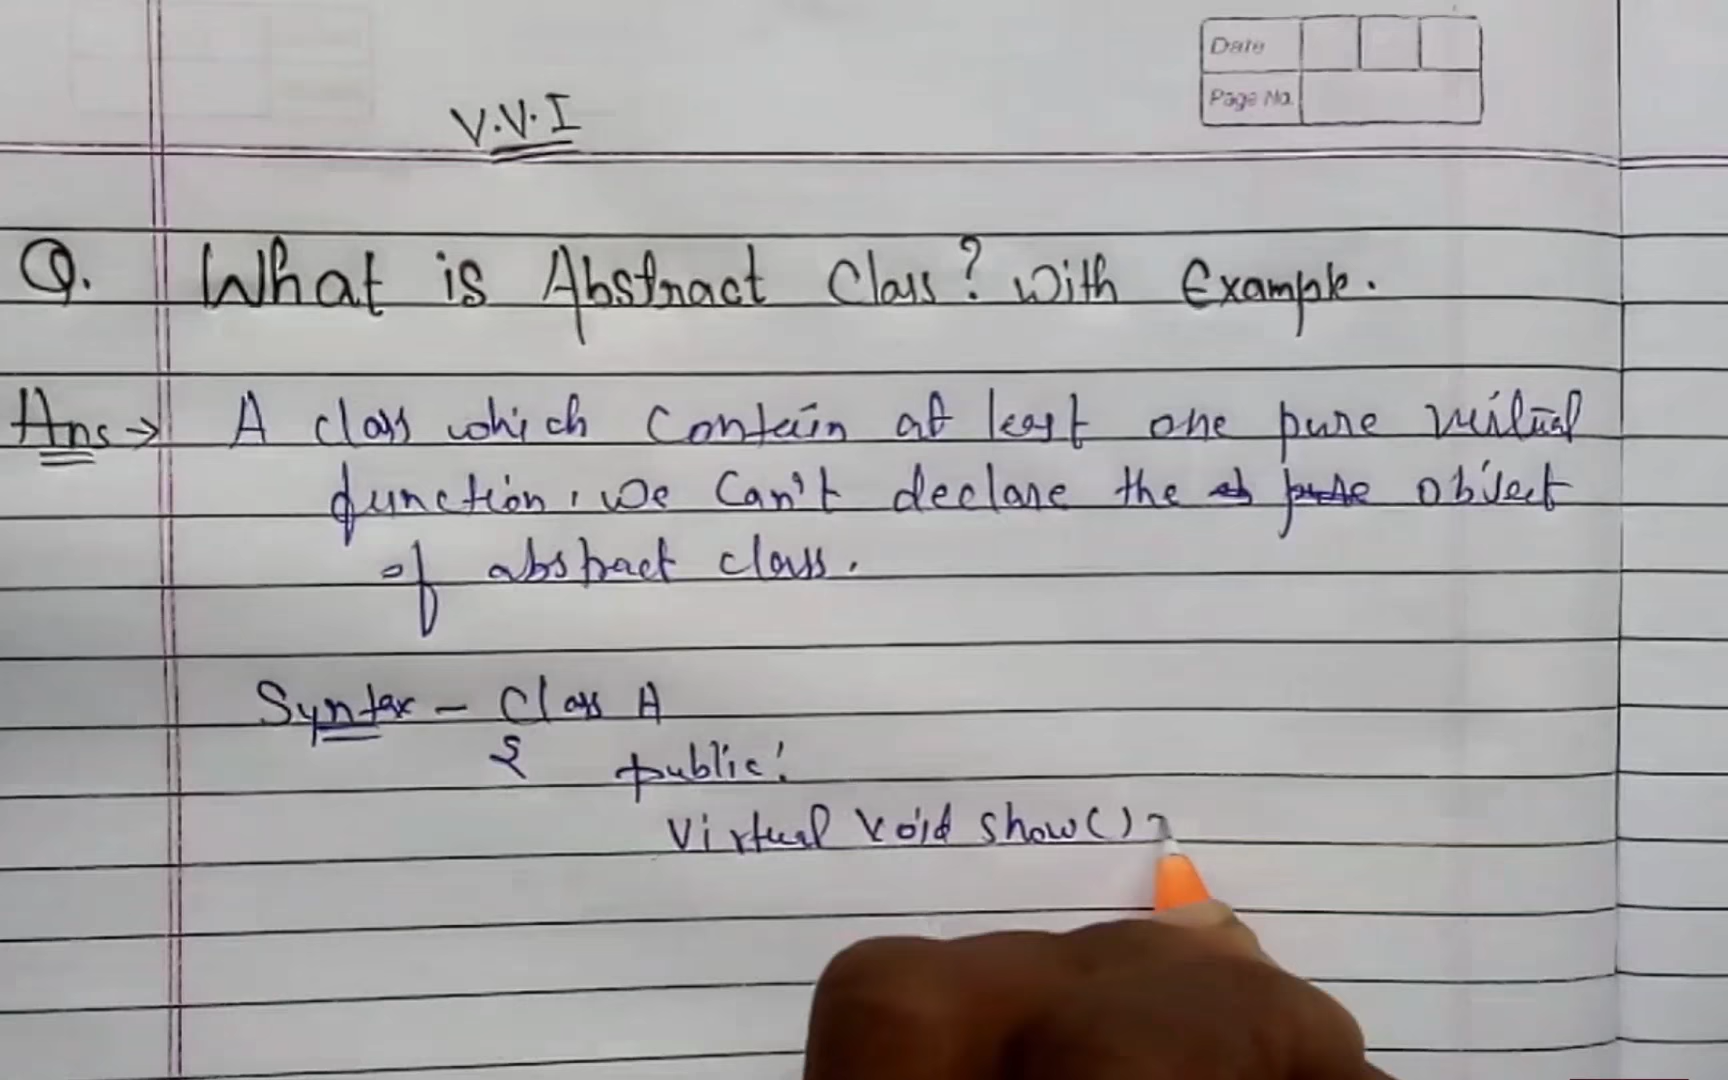 Date
Page No.
V.V.I
Q. What is Abstract Class? With Example.
Ans → A class which contain at least one pure virtual
function, we can't declare the object
of abstract class.
Syntax - Class A
{ public:
Virtual Void show() =